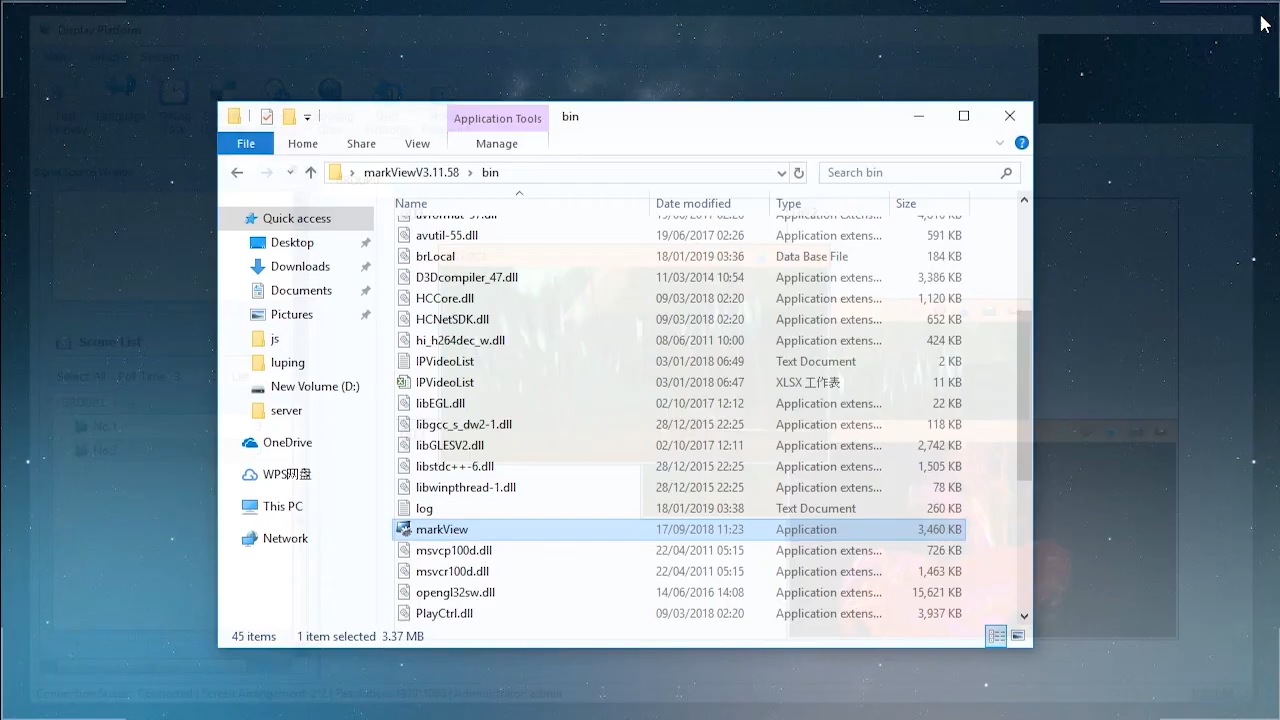 Display Platform
Application Tools
bin
File
Home
Share
View
Manage
markViewV3.11.58 bin
Search bin
Name Date modified Type Size
Quick access
Desktop
Downloads
Documents
Pictures
js
luping
New Volume (D:)
server
OneDrive
WPS网盘
This PC
Network
avutil-55.dll 19/06/2017 02:26 Application extens... 591 KB
brLocal 18/01/2019 03:36 Data Base File 184 KB
D3Dcompiler_47.dll 11/03/2014 10:54 Application extens... 3,386 KB
HCCore.dll 09/03/2018 02:20 Application extens... 1,120 KB
HCNetSDK.dll 09/03/2018 02:20 Application extens... 652 KB
hi_h264dec_w.dll 08/06/2011 10:00 Application extens... 424 KB
IPVideoList 03/01/2018 06:49 Text Document 2 KB
IPVideoList 03/01/2018 06:47 XLSX 工作表 11 KB
libEGL.dll 02/10/2017 12:12 Application extens... 22 KB
libgcc_s_dw2-1.dll 28/12/2015 22:25 Application extens... 118 KB
libGLESV2.dll 02/10/2017 12:11 Application extens... 2,742 KB
libstdc++-6.dll 28/12/2015 22:25 Application extens... 1,505 KB
libwinpthread-1.dll 28/12/2015 22:25 Application extens... 78 KB
log 18/01/2019 03:38 Text Document 260 KB
markView 17/09/2018 11:23 Application 3,460 KB
msvcp100d.dll 22/04/2011 05:15 Application extens... 726 KB
msvcr100d.dll 22/04/2011 05:15 Application extens... 1,463 KB
opengl32sw.dll 14/06/2016 14:08 Application extens... 15,621 KB
PlayCtrl.dll 09/03/2018 02:20 Application extens... 3,937 KB
Scene List
45 items 1 item selected 3.37 MB